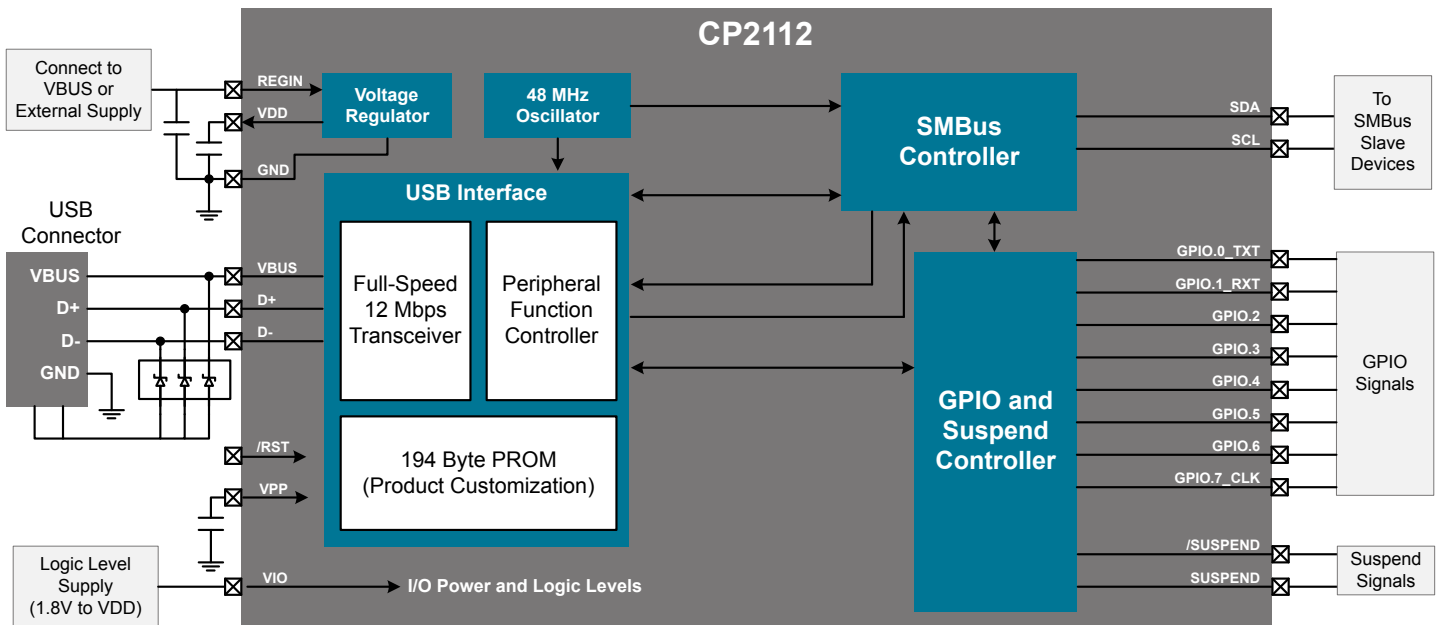 CP2112
Connect to
VBUS or
External Supply
REGIN
VDD
GND
Voltage
Regulator
48 MHz
Oscillator
SMBus
Controller
SDA
SCL
To
SMBus
Slave
Devices
USB
Connector
VBUS
D+
D-
GND
VBUS
D+
D-
USB Interface
Full-Speed
12 Mbps
Transceiver
Peripheral
Function
Controller
194 Byte PROM
(Product Customization)
/RST
VPP
GPIO and
Suspend
Controller
GPIO.0_TXT
GPIO.1_RXT
GPIO.2
GPIO.3
GPIO.4
GPIO.5
GPIO.6
GPIO.7_CLK
GPIO
Signals
/SUSPEND
SUSPEND
Suspend
Signals
Logic Level
Supply
(1.8V to VDD)
VIO
I/O Power and Logic Levels